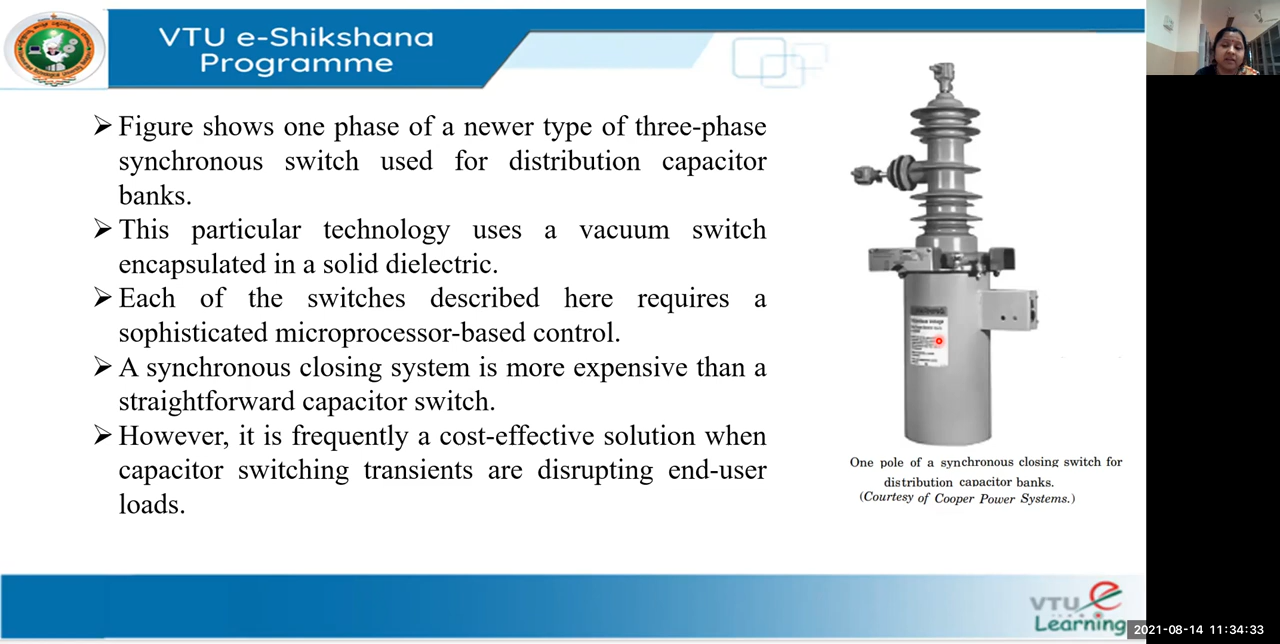 VTU e-Shikshana
Programme
➢ Figure shows one phase of a newer type of three-phase
synchronous switch used for distribution capacitor
banks.
➢ This particular technology uses a vacuum switch
encapsulated in a solid dielectric.
➢ Each of the switches described here requires a
sophisticated microprocessor-based control.
➢ A synchronous closing system is more expensive than a
straightforward capacitor switch.
➢ However, it is frequently a cost-effective solution when
capacitor switching transients are disrupting end-user
loads.
One pole of a synchronous closing switch for
distribution capacitor banks.
(Courtesy of Cooper Power Systems.)
VTU e
Learning
2021-08-14 11:34:33